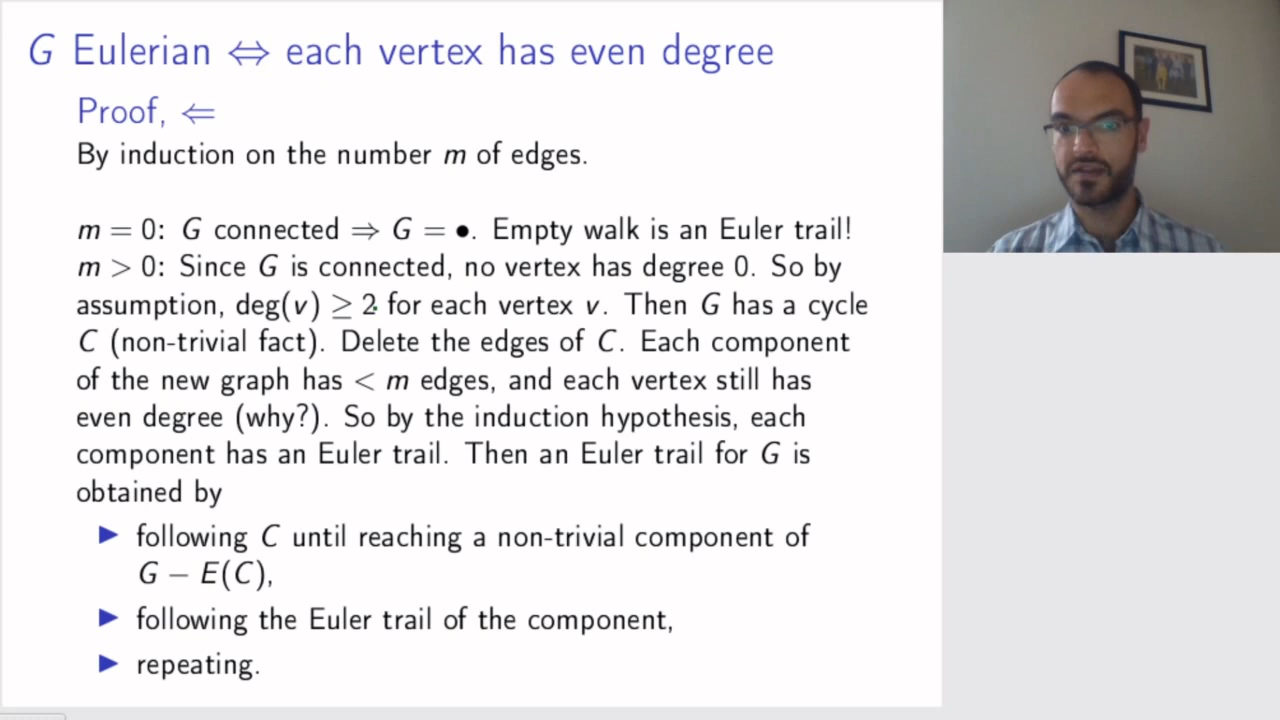 G Eulerian ⇔ each vertex has even degree
Proof, ⇐
By induction on the number m of edges.
m = 0: G connected ⇒ G = •. Empty walk is an Euler trail!
m > 0: Since G is connected, no vertex has degree 0. So by
assumption, deg(v) ≥ 2 for each vertex v. Then G has a cycle
C (non-trivial fact). Delete the edges of C. Each component
of the new graph has < m edges, and each vertex still has
even degree (why?). So by the induction hypothesis, each
component has an Euler trail. Then an Euler trail for G is
obtained by
▶ following C until reaching a non-trivial component of
G − E(C),
▶ following the Euler trail of the component,
▶ repeating.